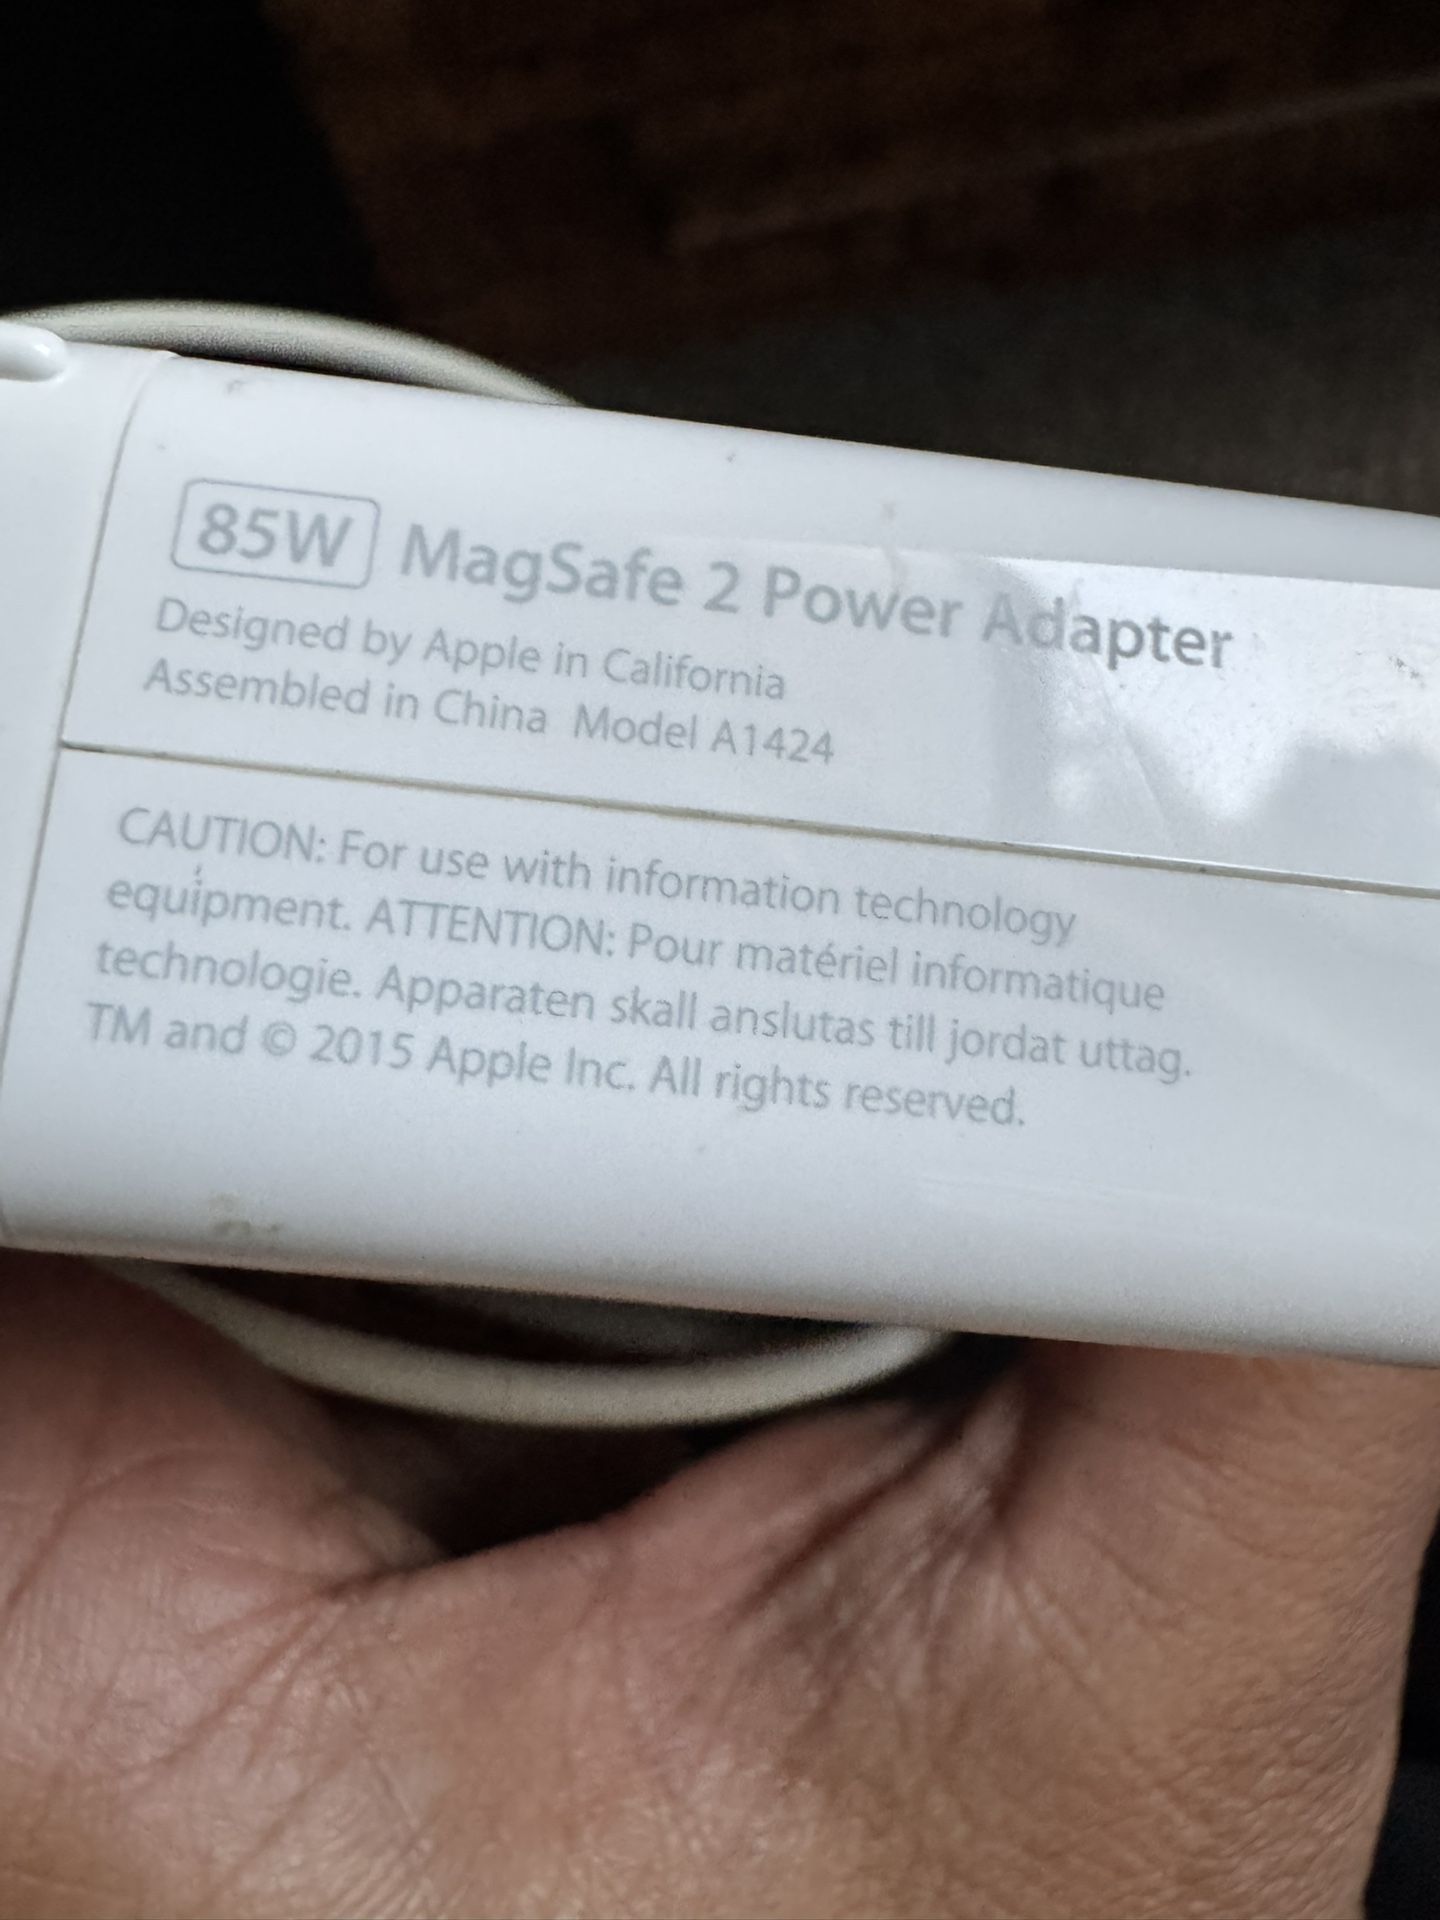 85W MagSafe 2 Power Adapter
Designed by Apple in California
Assembled in China Model A1424
CAUTION: For use with information technology
equipment. ATTENTION: Pour matériel informatique
technologie. Apparaten skall anslutas till jordat uttag.
TM and © 2015 Apple Inc. All rights reserved.